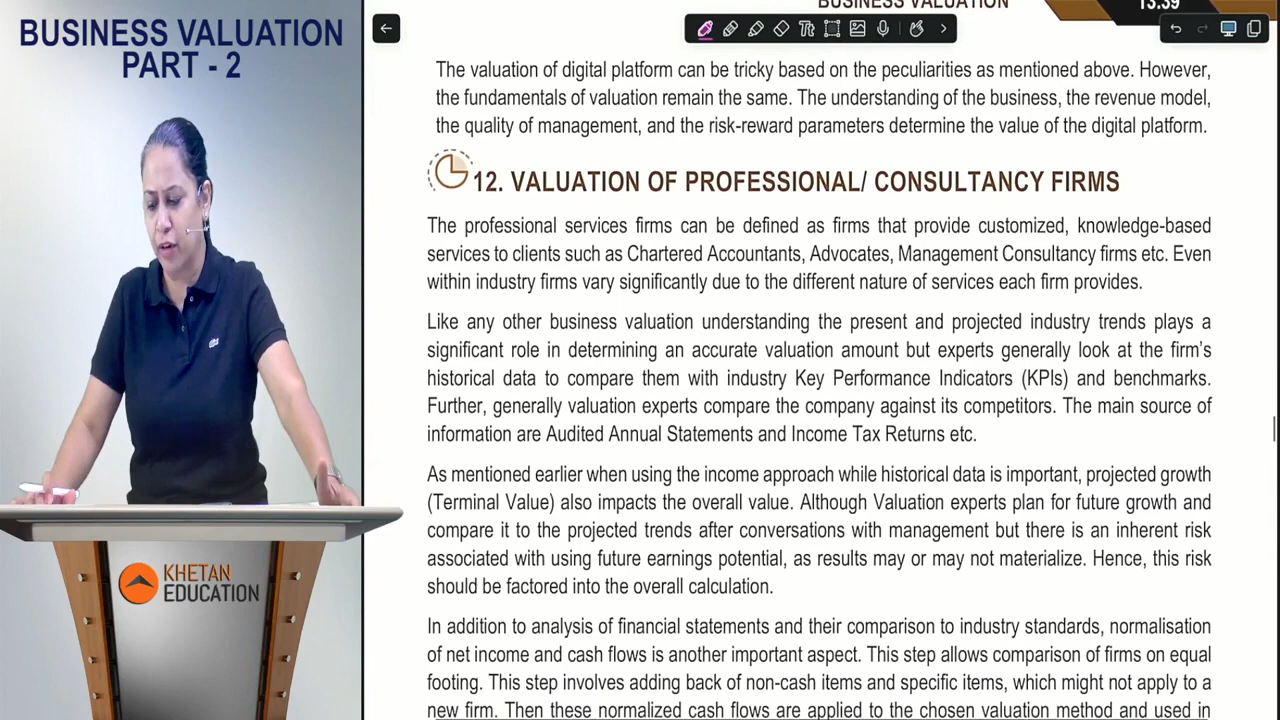 BUSINESS VALUATION
PART - 2
BUSINESS VALUATION
13.39
The valuation of digital platform can be tricky based on the peculiarities as mentioned above. However,
the fundamentals of valuation remain the same. The understanding of the business, the revenue model,
the quality of management, and the risk-reward parameters determine the value of the digital platform.
12. VALUATION OF PROFESSIONAL/ CONSULTANCY FIRMS
The professional services firms can be defined as firms that provide customized, knowledge-based
services to clients such as Chartered Accountants, Advocates, Management Consultancy firms etc. Even
within industry firms vary significantly due to the different nature of services each firm provides.
Like any other business valuation understanding the present and projected industry trends plays a
significant role in determining an accurate valuation amount but experts generally look at the firm's
historical data to compare them with industry Key Performance Indicators (KPIs) and benchmarks.
Further, generally valuation experts compare the company against its competitors. The main source of
information are Audited Annual Statements and Income Tax Returns etc.
As mentioned earlier when using the income approach while historical data is important, projected growth
(Terminal Value) also impacts the overall value. Although Valuation experts plan for future growth and
compare it to the projected trends after conversations with management but there is an inherent risk
associated with using future earnings potential, as results may or may not materialize. Hence, this risk
should be factored into the overall calculation.
In addition to analysis of financial statements and their comparison to industry standards, normalisation
of net income and cash flows is another important aspect. This step allows comparison of firms on equal
footing. This step involves adding back of non-cash items and specific items, which might not apply to a
new firm. Then these normalized cash flows are applied to the chosen valuation method and used in
KHETAN
EDUCATION